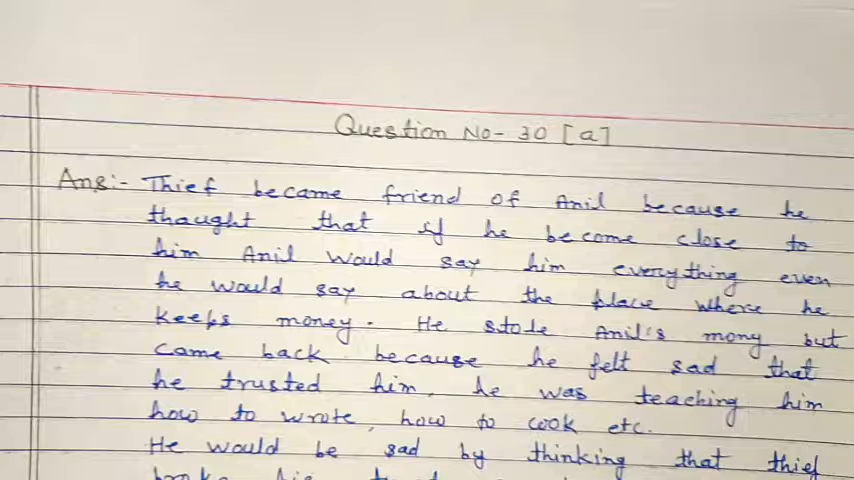 Question No- 30 [a]
Ans:- Thief became friend of Anil because he
thought that if he become close to
him Anil would say him everything even
he would say about the place where he
keeps money. He stole Anil's mony but
came back because he felt sad that
he trusted him, he was teaching him
how to wrote, how to cook etc.
He would be sad by thinking that thief